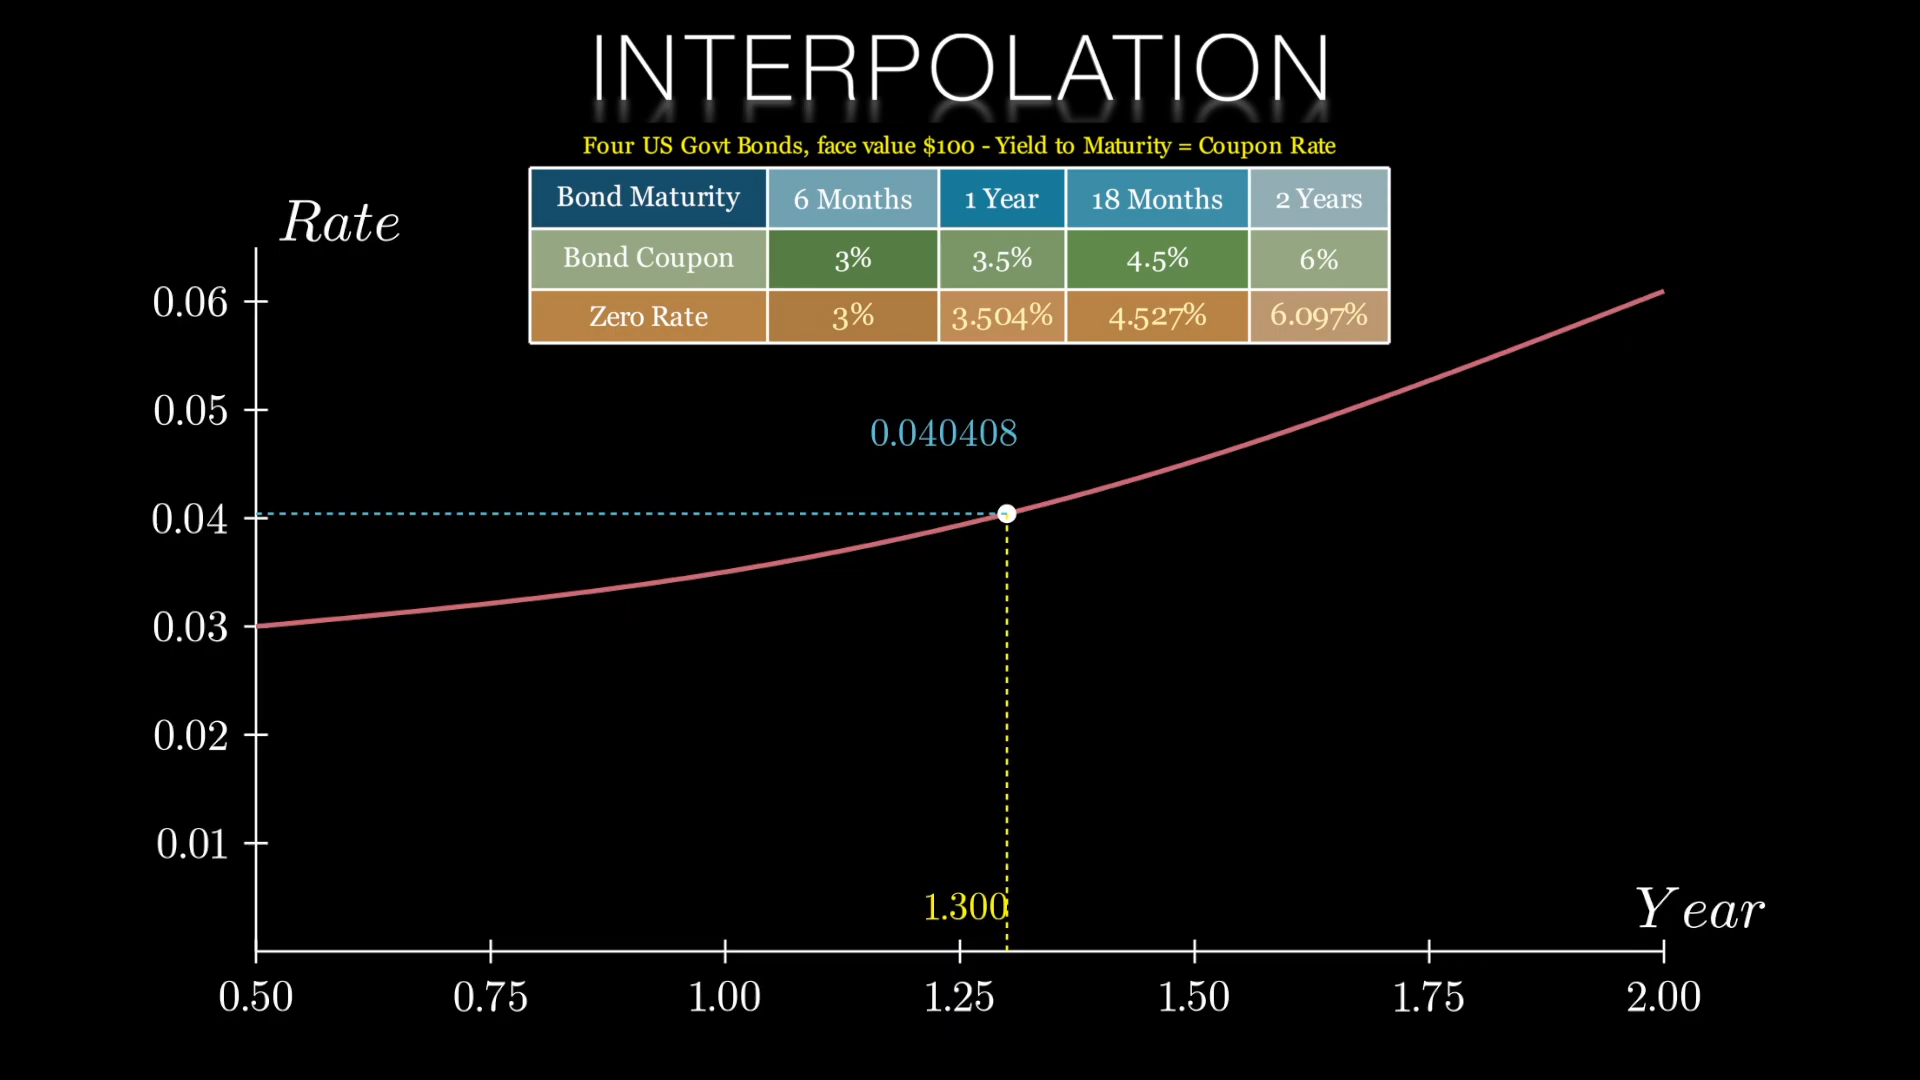 INTERPOLATION
Four US Govt Bonds, face value $100 - Yield to Maturity = Coupon Rate
Bond Maturity 6 Months 1 Year 18 Months 2 Years
Bond Coupon 3% 3.5% 4.5% 6%
Zero Rate 3% 3.504% 4.527% 6.097%
Rate
0.06
0.05
0.040408
0.04
0.03
0.02
0.01
1.300
Year
0.50 0.75 1.00 1.25 1.50 1.75 2.00